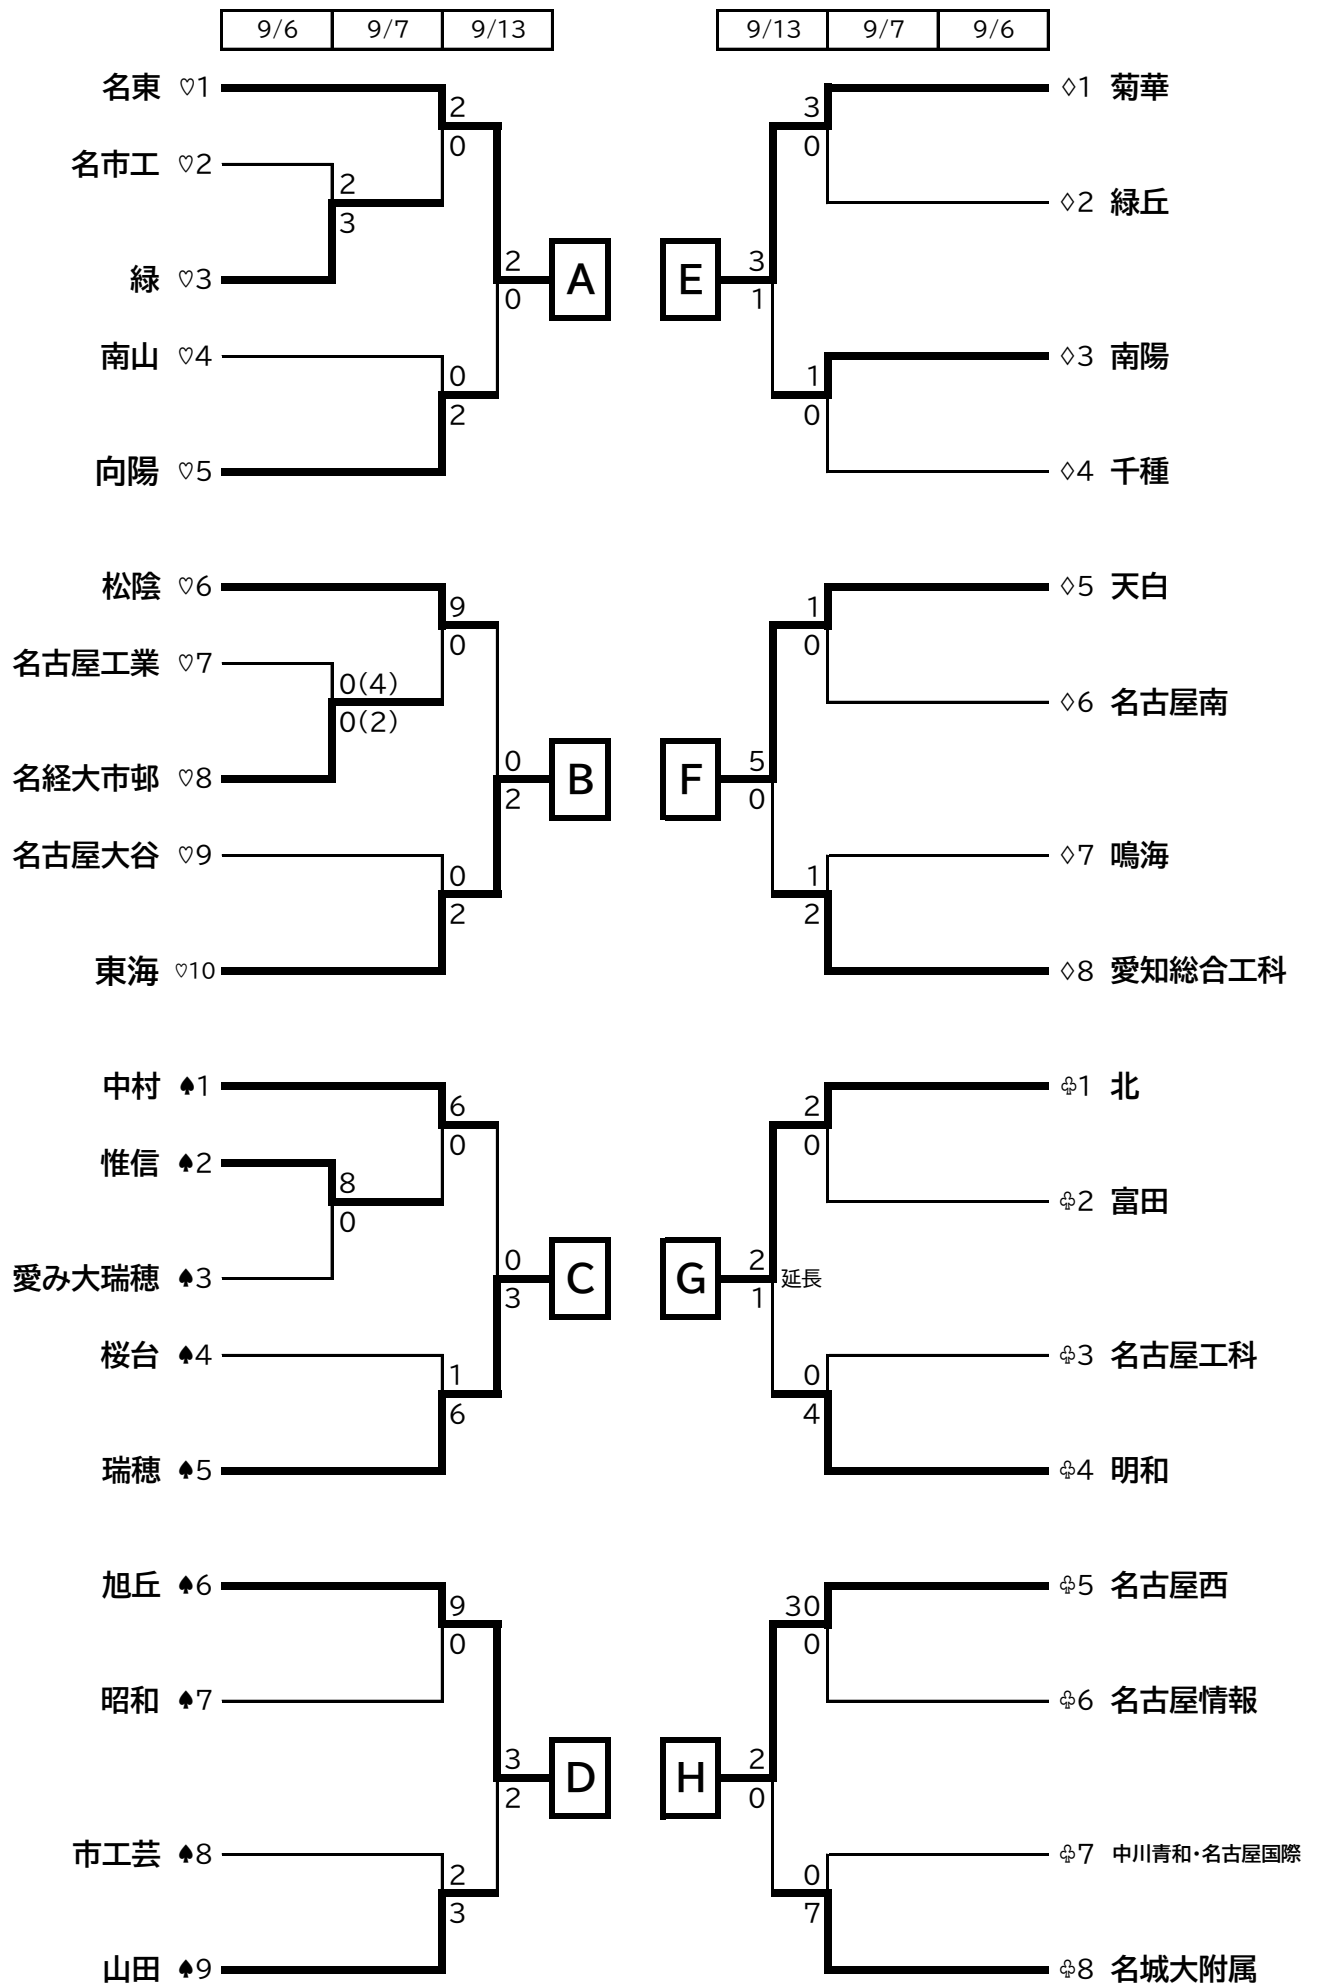 9/6 9/7 9/13
9/13 9/7 9/6
名東 ♡1
2
0
名市工 ♡2
2
3
緑 ♡3
2
0
A
南山 ♡4
0
2
向陽 ♡5
松陰 ♡6
9
0
名古屋工業 ♡7
0(4)
0(2)
名経大市邨 ♡8
0
2
B
名古屋大谷 ♡9
0
2
東海 ♡10
中村 ♠1
6
0
惟信 ♠2
8
0
愛み大瑞穂 ♠3
0
3
C
桜台 ♠4
1
6
瑞穂 ♠5
旭丘 ♠6
9
0
昭和 ♠7
3
2
D
市工芸 ♠8
2
3
山田 ♠9
♢1 菊華
3
0
♢2 緑丘
E
3
1
♢3 南陽
1
0
♢4 千種
♢5 天白
1
0
♢6 名古屋南
F
5
0
♢7 鳴海
1
2
♢8 愛知総合工科
♧1 北
2
0
♧2 富田
G
2
1
延長
♧3 名古屋工科
0
4
♧4 明和
♧5 名古屋西
30
0
♧6 名古屋情報
H
2
0
♧7 中川青和・名古屋国際
0
7
♧8 名城大附属